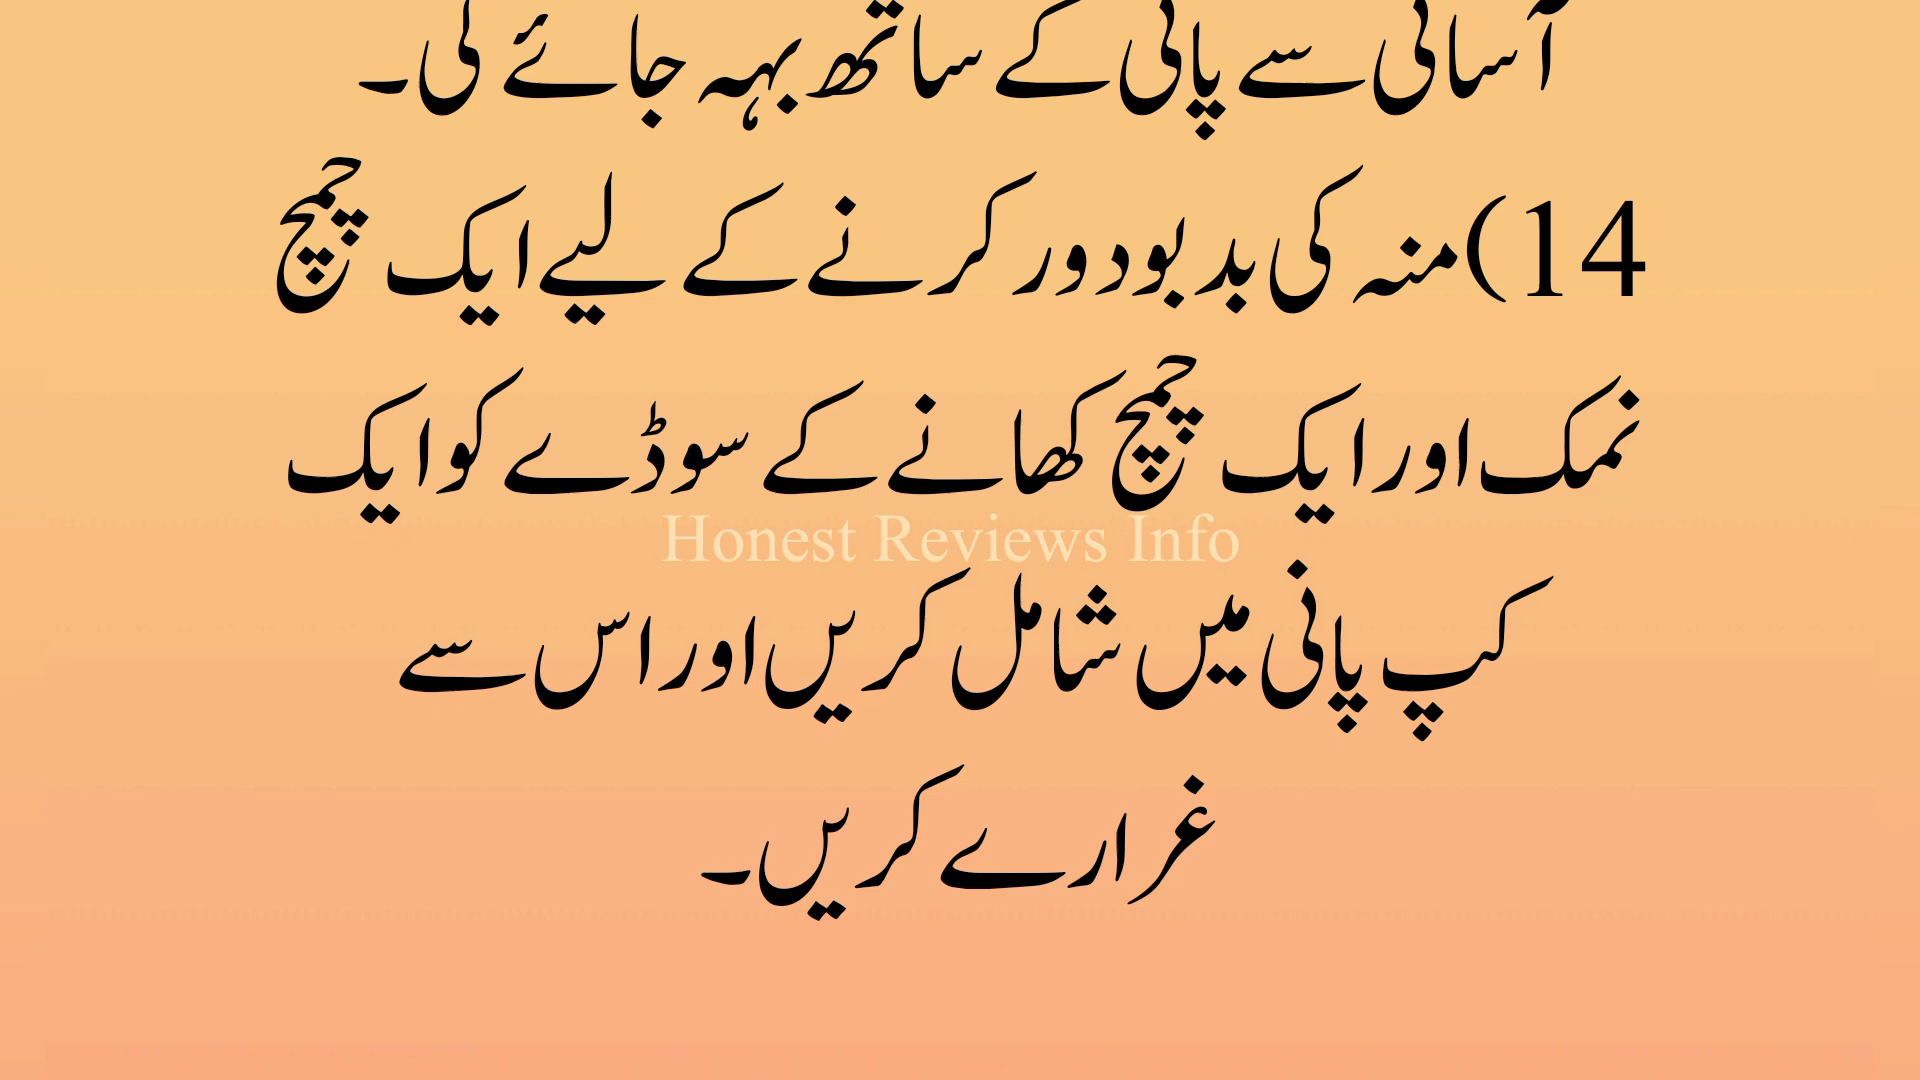 آسانی سے پانی کے ساتھ بہہ جائے گی۔
14)منہ کی بدبو دور کرنے کے لیے ایک چمچ
نمک اور ایک چمچ کھانے کے سوڈے کو ایک
Honest Reviews Info
کپ پانی میں شامل کریں اور اس سے
غرارے کریں۔